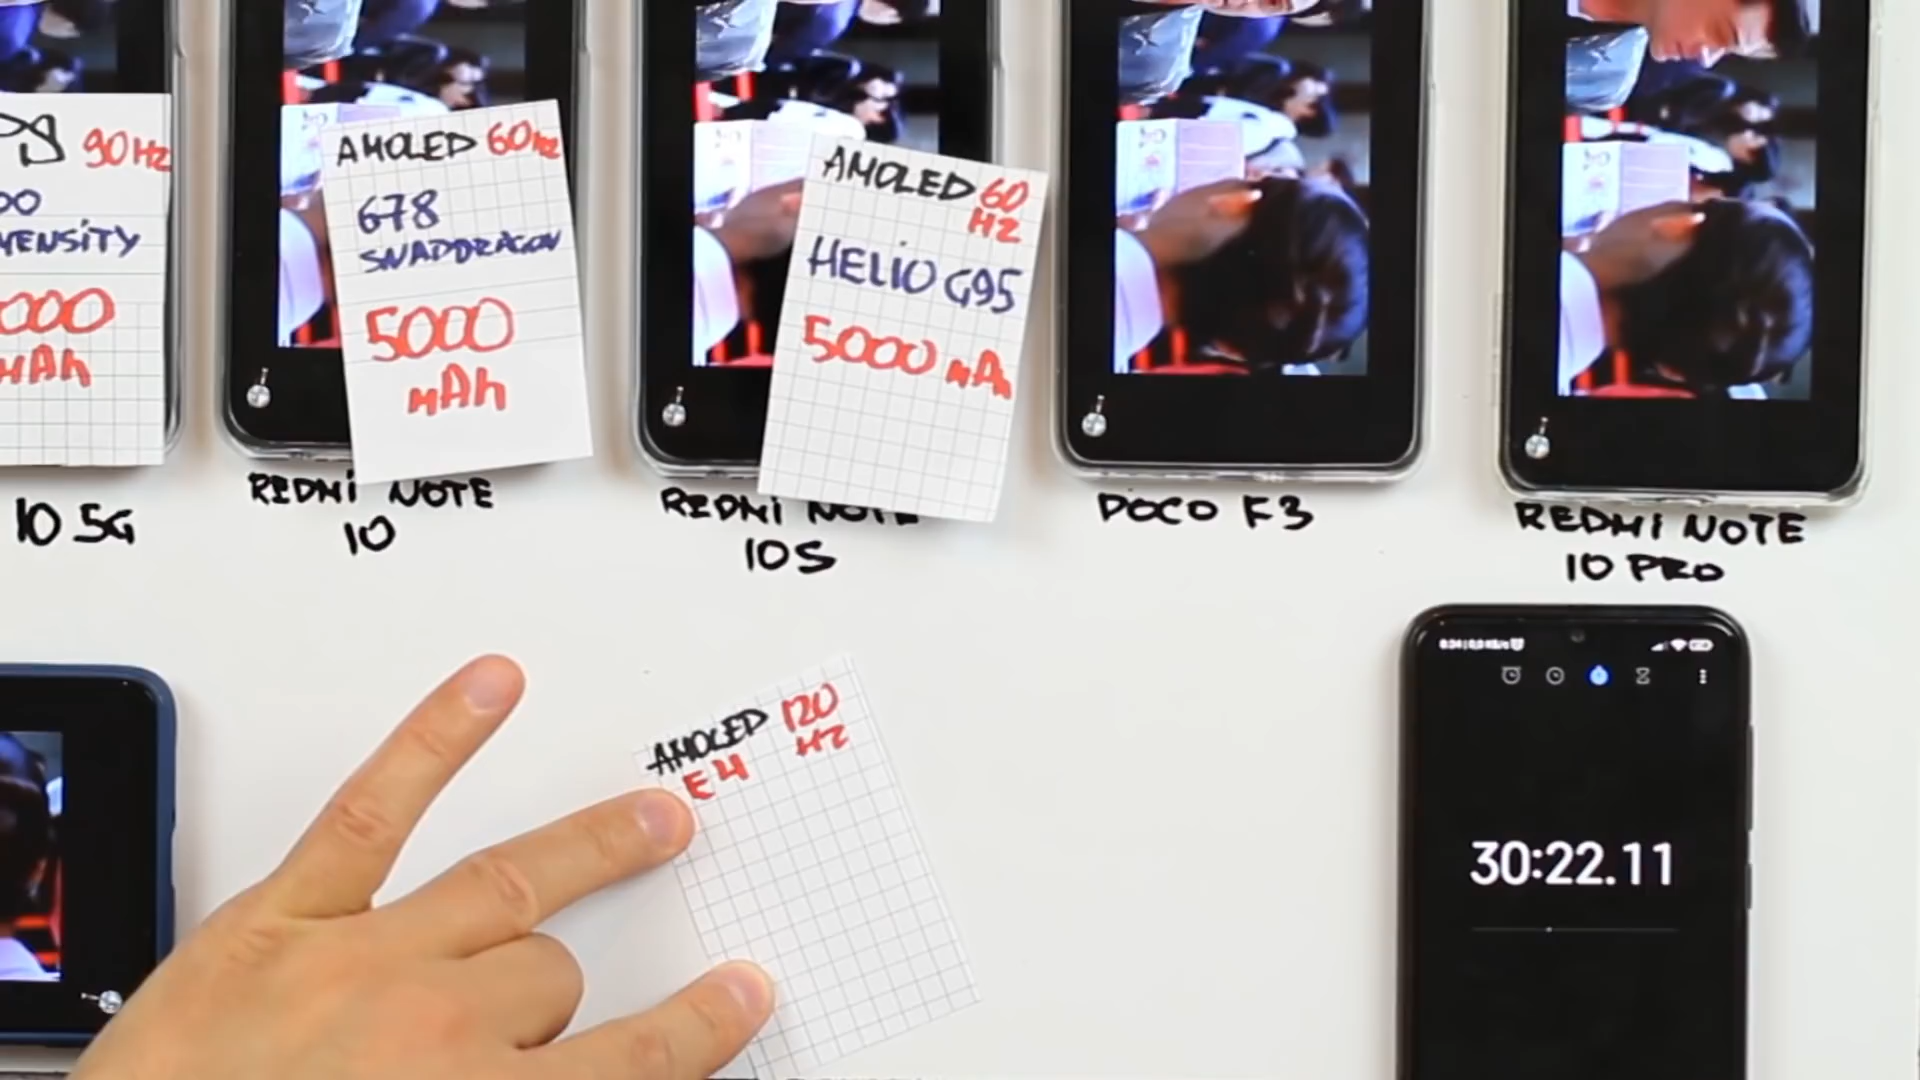 90Hz
000
mAh
10 5G
AMOLED 60Hz
678
SNAPDRAGON
5000
mAh
REDMI NOTE
10
AMOLED 60
HZ
HELIO G95
5000 mAh
REDMI NOTE
10S
POCO F3
REDMI NOTE
10 PRO
AMOLED 120
HZ
E4
30:22.11